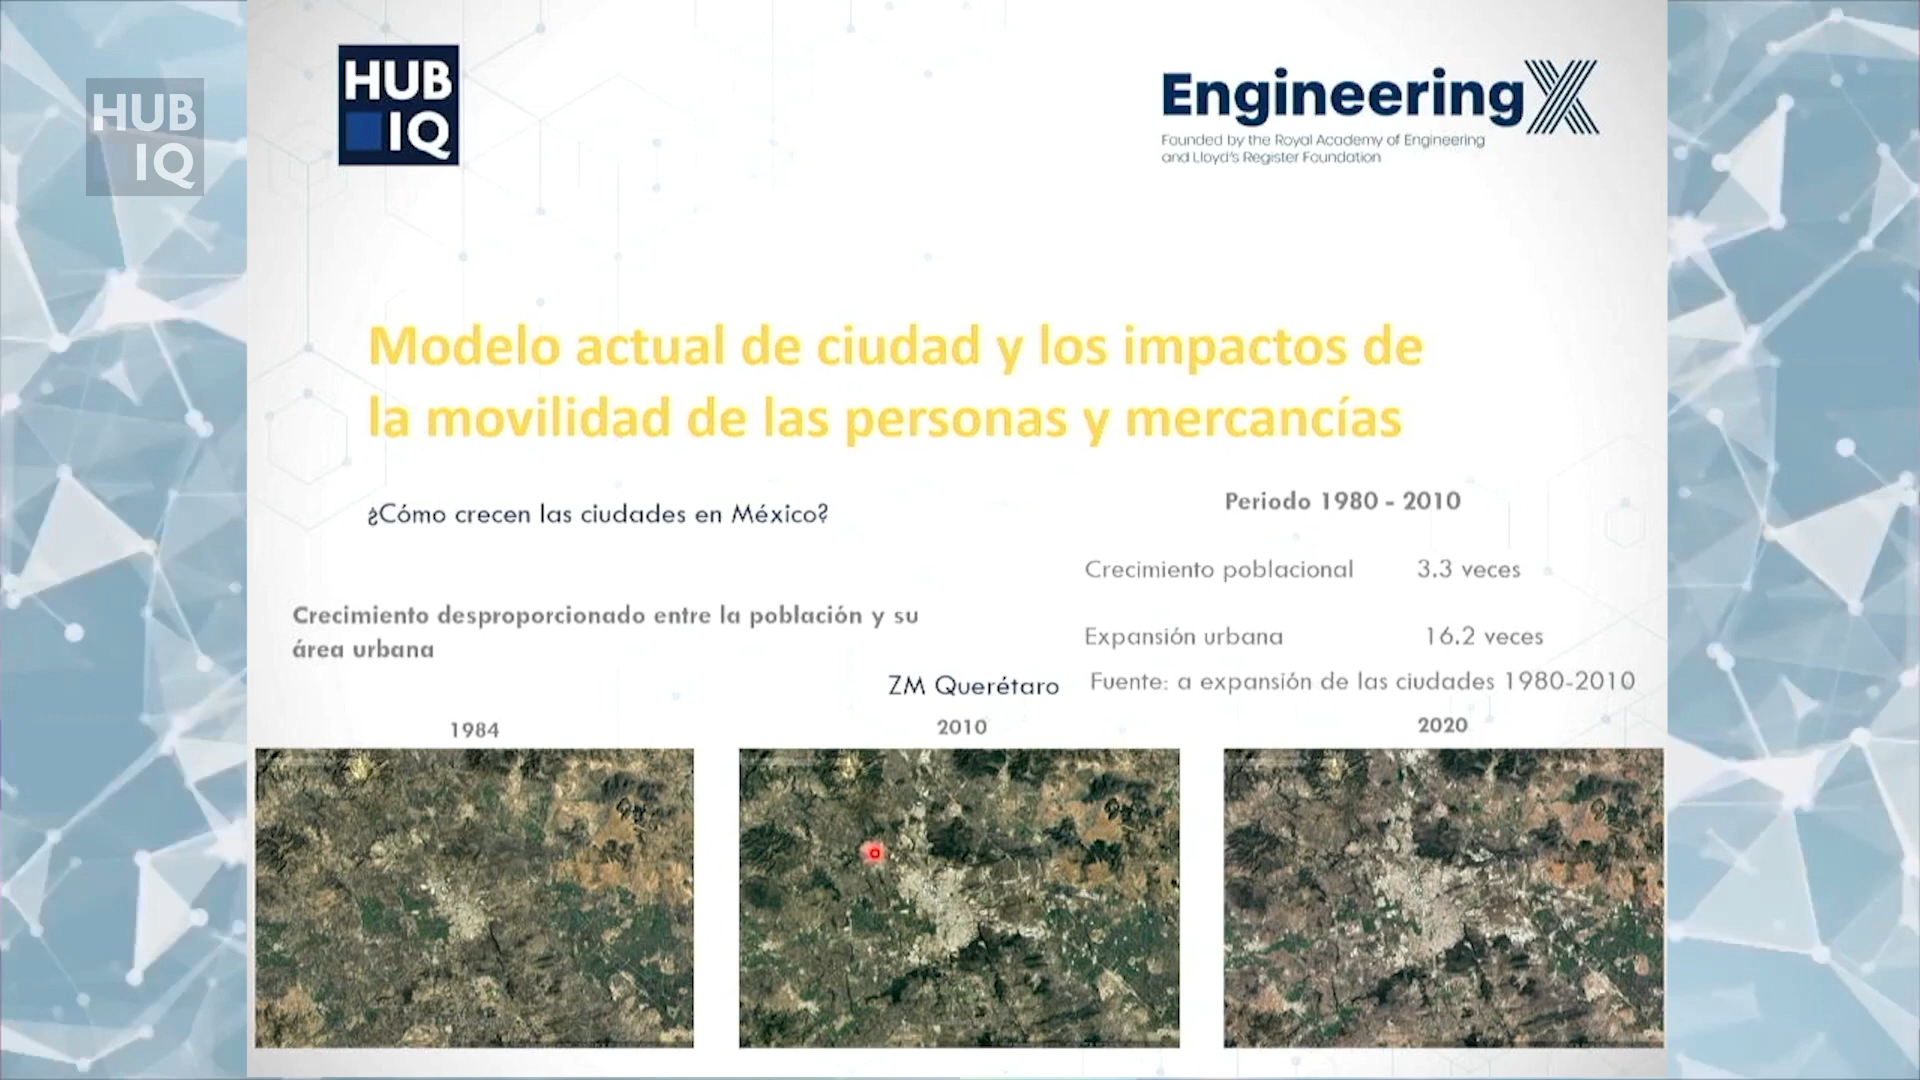 HUB
IQ
HUB
IQ
EngineeringX
Founded by the Royal Academy of Engineering
and Lloyd's Register Foundation
Modelo actual de ciudad y los impactos de
la movilidad de las personas y mercancías
¿Cómo crecen las ciudades en México?
Periodo 1980 - 2010
Crecimiento poblacional 3.3 veces
Expansión urbana 16.2 veces
Crecimiento desproporcionado entre la población y su
área urbana
ZM Querétaro
Fuente: a expansión de las ciudades 1980-2010
1984
2010
2020